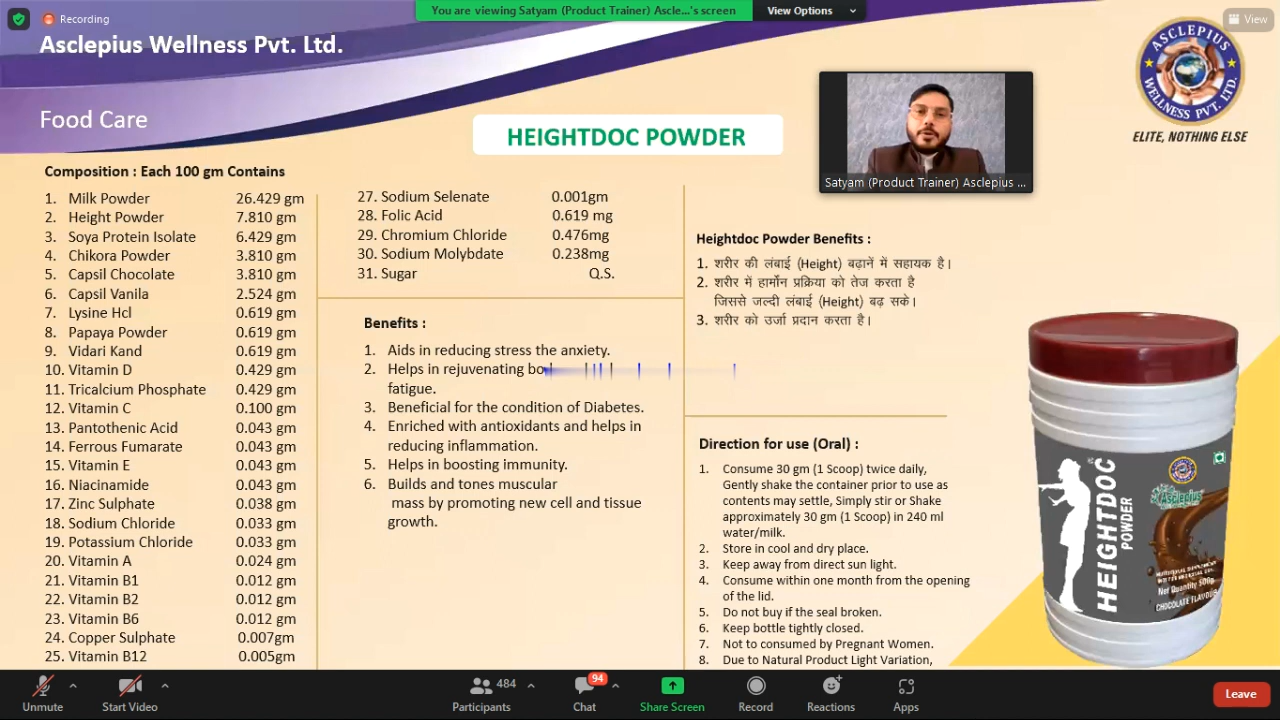 Recording
You are viewing Satyam (Product Trainer) Ascle...'s screen
View Options
View
Asclepius Wellness Pvt. Ltd.
Food Care
HEIGHTDOC POWDER
ASCLEPIUS
WELLNESS PVT. LTD.
ELITE, NOTHING ELSE
Satyam (Product Trainer) Asclepius ...
Composition : Each 100 gm Contains
1. Milk Powder 26.429 gm
2. Height Powder 7.810 gm
3. Soya Protein Isolate 6.429 gm
4. Chikora Powder 3.810 gm
5. Capsil Chocolate 3.810 gm
6. Capsil Vanila 2.524 gm
7. Lysine Hcl 0.619 gm
8. Papaya Powder 0.619 gm
9. Vidari Kand 0.619 gm
10. Vitamin D 0.429 gm
11. Tricalcium Phosphate 0.429 gm
12. Vitamin C 0.100 gm
13. Pantothenic Acid 0.043 gm
14. Ferrous Fumarate 0.043 gm
15. Vitamin E 0.043 gm
16. Niacinamide 0.043 gm
17. Zinc Sulphate 0.038 gm
18. Sodium Chloride 0.033 gm
19. Potassium Chloride 0.033 gm
20. Vitamin A 0.024 gm
21. Vitamin B1 0.012 gm
22. Vitamin B2 0.012 gm
23. Vitamin B6 0.012 gm
24. Copper Sulphate 0.007gm
25. Vitamin B12 0.005gm
27. Sodium Selenate 0.001gm
28. Folic Acid 0.619 mg
29. Chromium Chloride 0.476mg
30. Sodium Molybdate 0.238mg
31. Sugar Q.S.
Benefits :
1. Aids in reducing stress the anxiety.
2. Helps in rejuvenating
fatigue.
3. Beneficial for the condition of Diabetes.
4. Enriched with antioxidants and helps in
reducing inflammation.
5. Helps in boosting immunity.
6. Builds and tones muscular
mass by promoting new cell and tissue
growth.
Heightdoc Powder Benefits :
1. शरीर की लंबाई (Height) बढ़ानें में सहायक है।
2. शरीर में हार्मोन प्रक्रिया को तेज करता है
जिससे जल्दी लंबाई (Height) बढ़ सके।
3. शरीर को उर्जा प्रदान करता है।
Direction for use (Oral) :
1. Consume 30 gm (1 Scoop) twice daily,
Gently shake the container prior to use as
contents may settle, Simply stir or Shake
approximately 30 gm (1 Scoop) in 240 ml
water/milk.
2. Store in cool and dry place.
3. Keep away from direct sun light.
4. Consume within one month from the opening
of the lid.
5. Do not buy if the seal broken.
6. Keep bottle tightly closed.
7. Not to consumed by Pregnant Women.
8. Due to Natural Product Light Variation,
HEIGHTDOC
POWDER
Asclepius
Net Quantity 500g
CHOCOLATE FLAVOUR
Unmute
Start Video
484
Participants
94
Chat
Share Screen
Record
Reactions
Apps
Leave